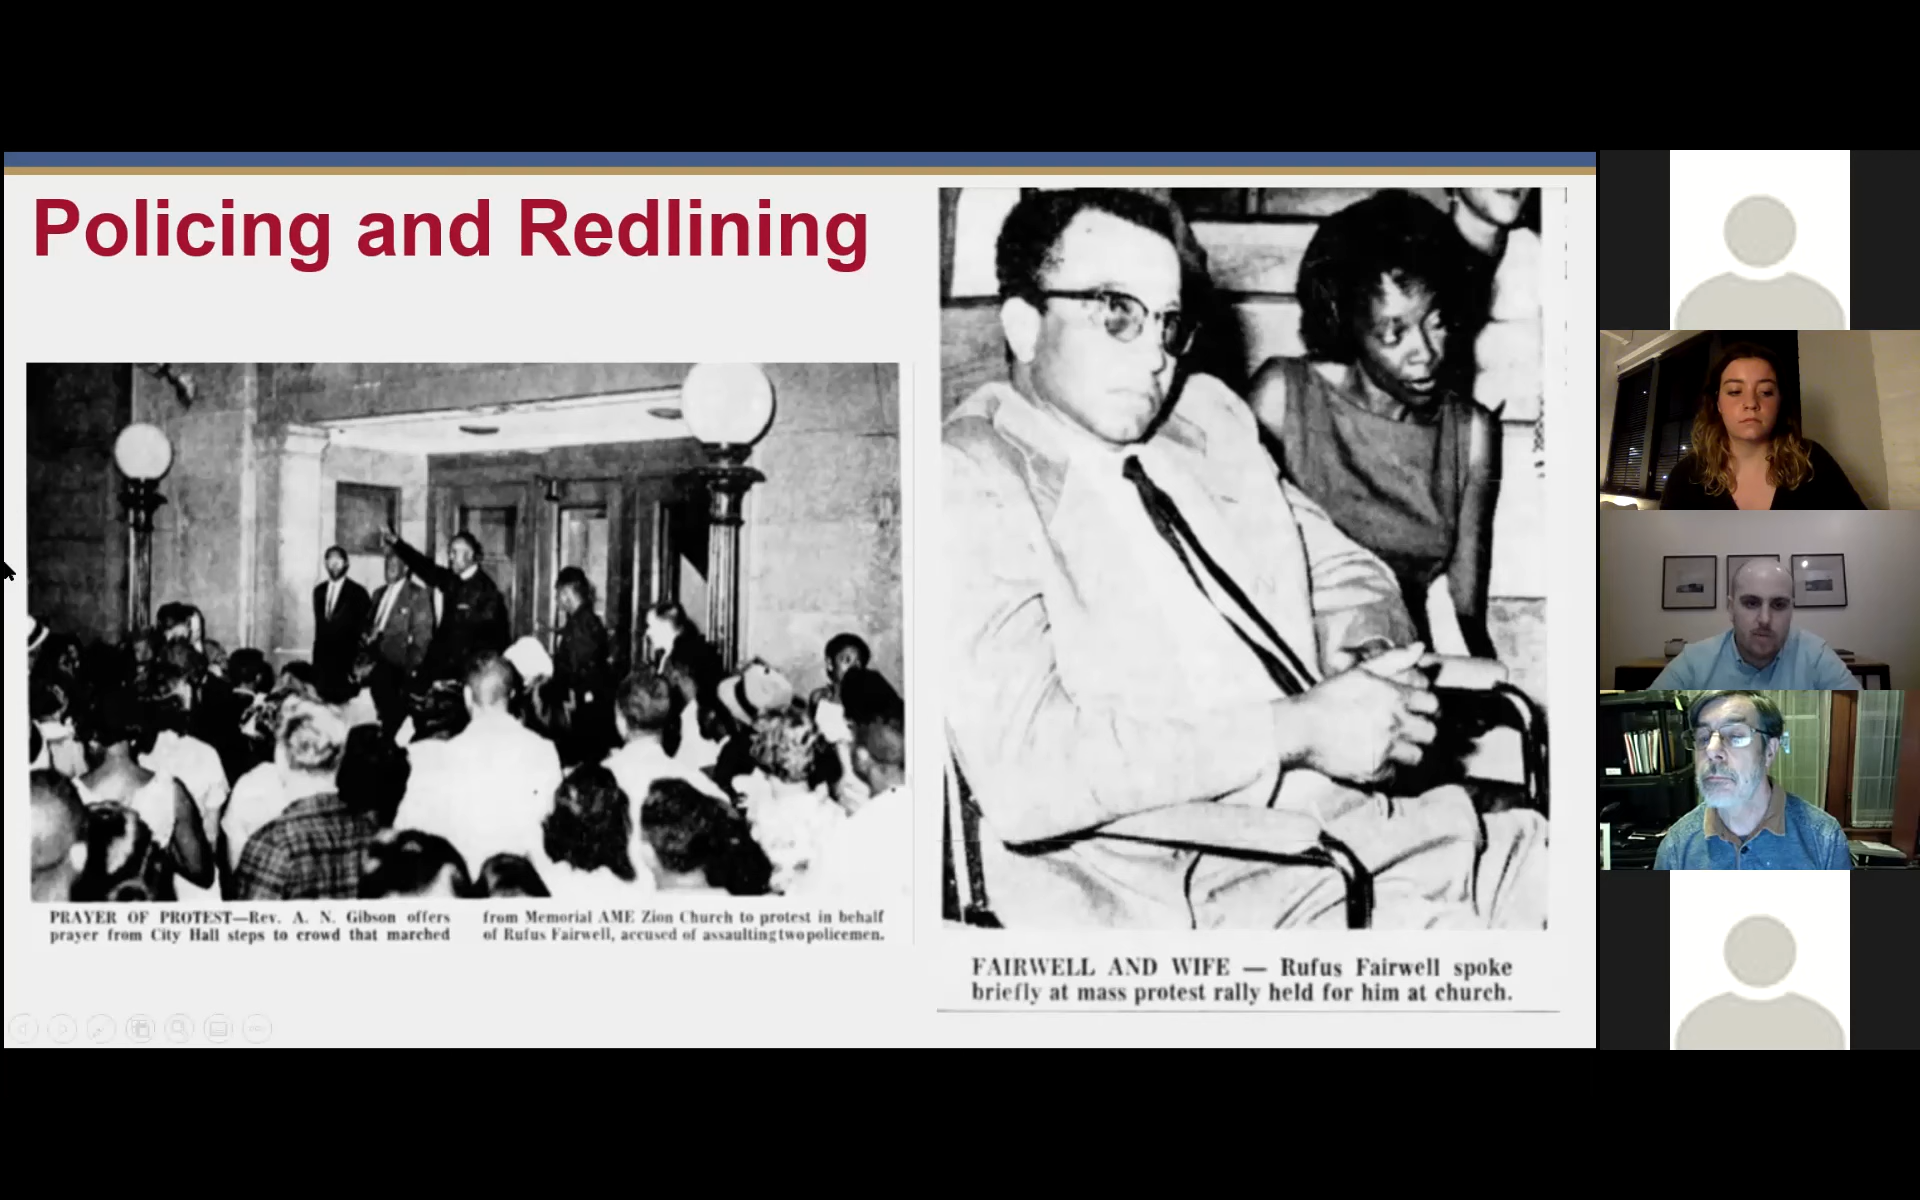 Policing and Redlining
PRAYER OF PROTEST—Rev. A. N. Gibson offers
prayer from City Hall steps to crowd that marched
from Memorial AME Zion Church to protest in behalf
of Rufus Fairwell, accused of assaulting two policemen.
FAIRWELL AND WIFE — Rufus Fairwell spoke
briefly at mass protest rally held for him at church.